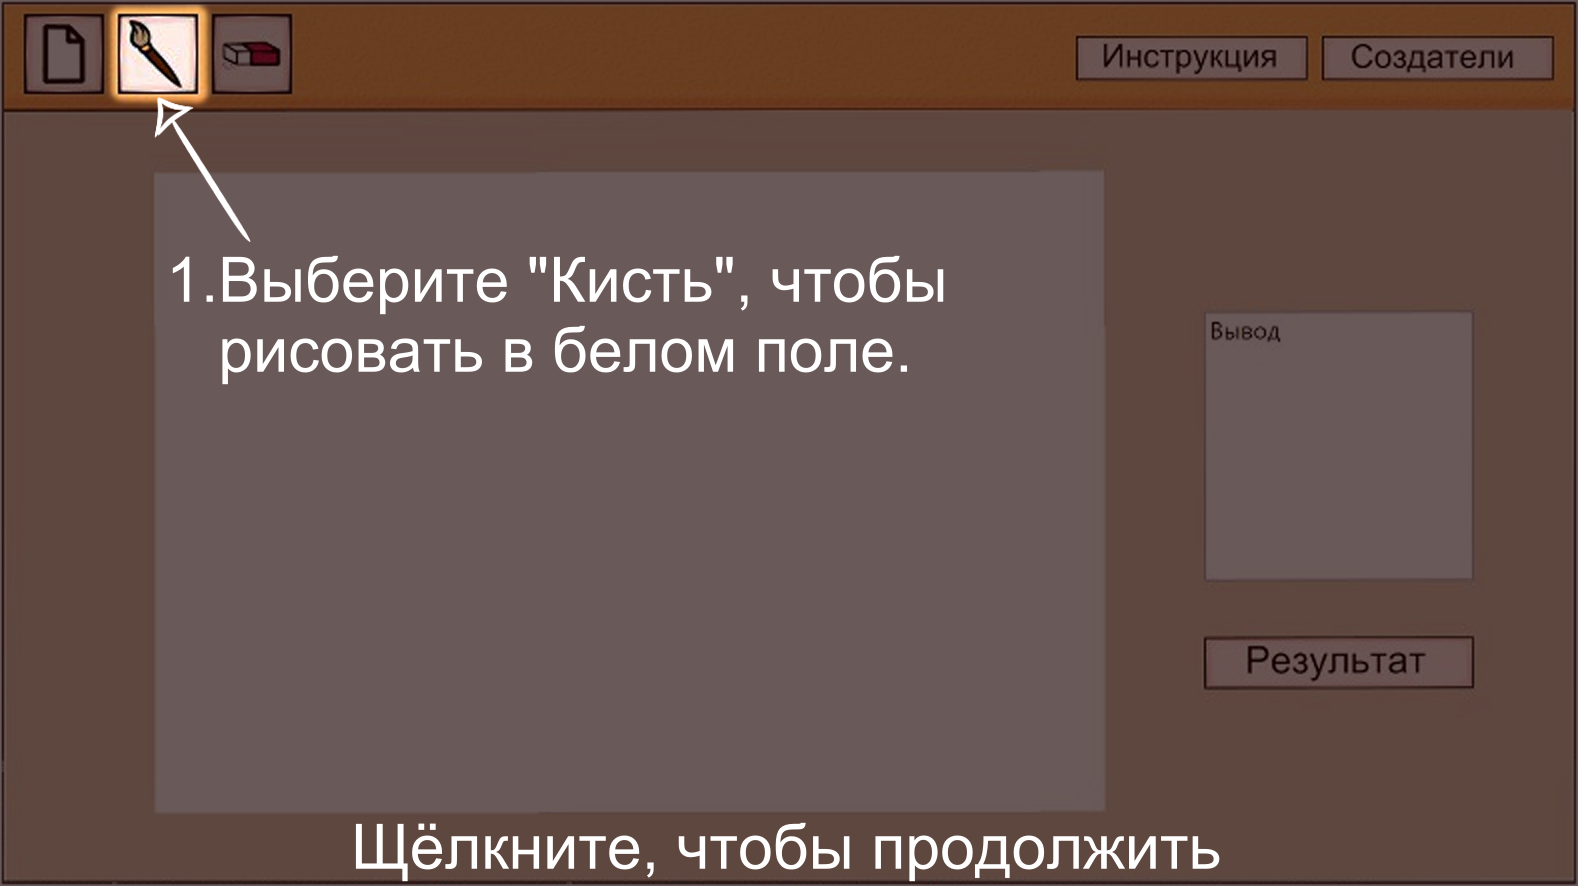 Инструкция
Создатели
1.Выберите "Кисть", чтобы
рисовать в белом поле.
Вывод
Результат
Щёлкните, чтобы продолжить